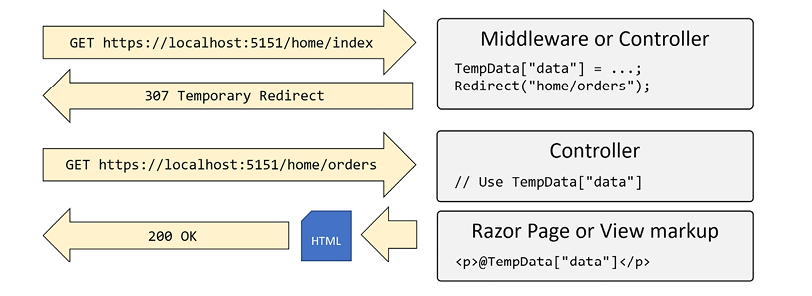 GET https://localhost:5151/home/index
Middleware or Controller
TempData["data"] = ...;
Redirect("home/orders");
307 Temporary Redirect
GET https://localhost:5151/home/orders
Controller
// Use TempData["data"]
200 OK
HTML
Razor Page or View markup
<p>@TempData["data"]</p>